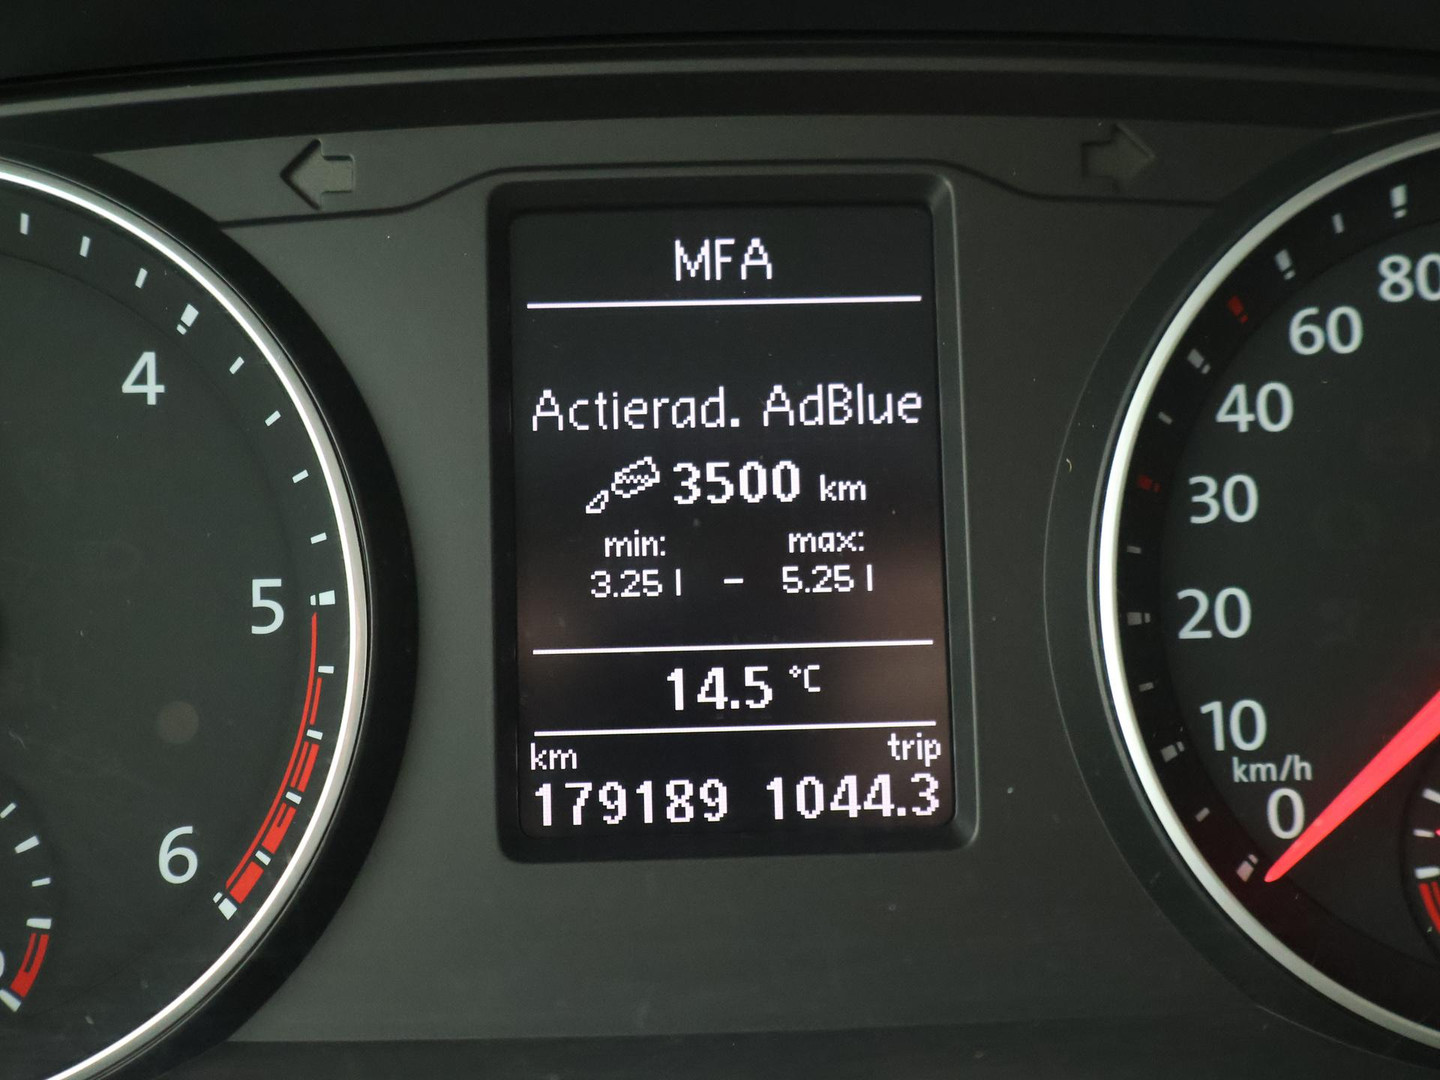 MFA
Actierad. AdBlue
3500 km
min: max:
3.25 l - 5.25 l
14.5 °C
km trip
179189 1044.3
4
5
6
80
60
40
30
20
10
km/h
0